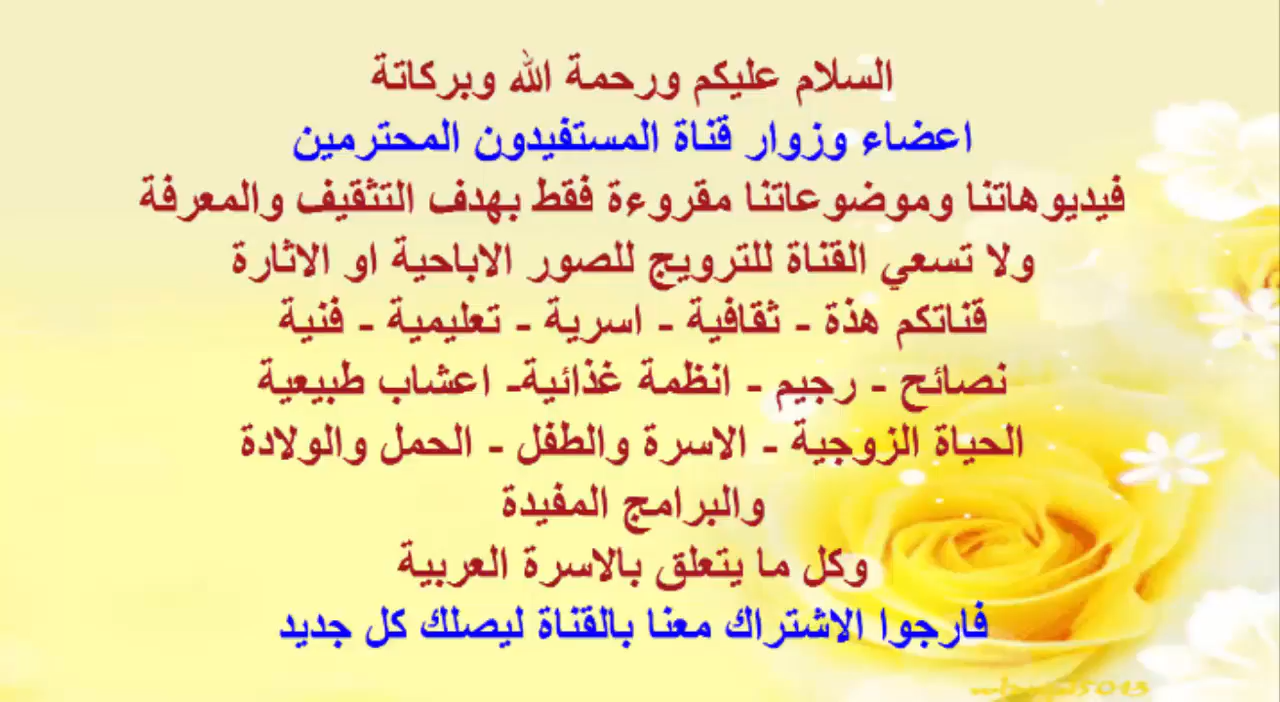 السلام عليكم ورحمة الله وبركاتة
اعضاء وزوار قناة المستفيدون المحترمين
فيديوهاتنا وموضوعاتنا مقروءة فقط بهدف التثقيف والمعرفة
ولا تسعي القناة للترويج للصور الاباحية او الاثارة
قناتكم هذة - ثقافية - اسرية - تعليمية - فنية
نصائح - رجيم - انظمة غذائية- اعشاب طبيعية
الحياة الزوجية - الاسرة والطفل - الحمل والولادة
والبرامج المفيدة
وكل ما يتعلق بالاسرة العربية
فارجوا الاشتراك معنا بالقناة ليصلك كل جديد